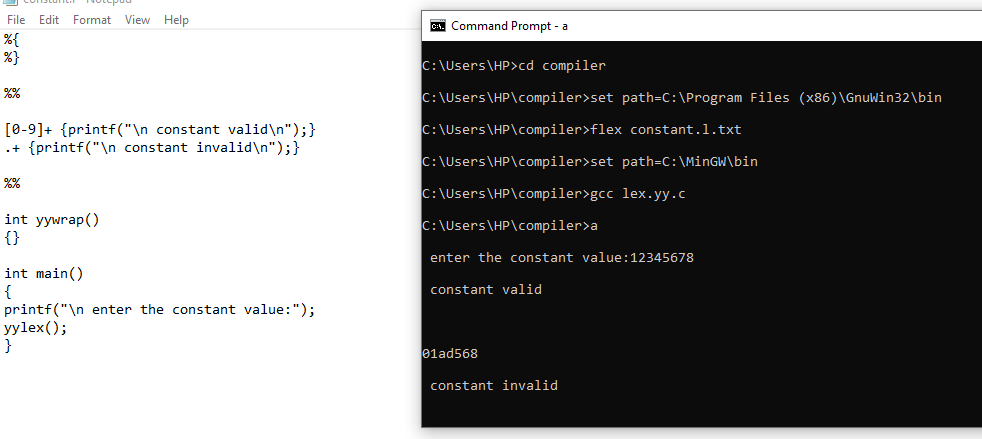 File Edit Format View Help
%{
%}
%%
[0-9]+ {printf("\n constant valid\n");}
.+ {printf("\n constant invalid\n");}
%%
int yywrap()
{}
int main()
{
printf("\n enter the constant value:");
yylex();
}
Command Prompt - a
C:\Users\HP>cd compiler
C:\Users\HP\compiler>set path=C:\Program Files (x86)\GnuWin32\bin
C:\Users\HP\compiler>flex constant.l.txt
C:\Users\HP\compiler>set path=C:\MinGW\bin
C:\Users\HP\compiler>gcc lex.yy.c
C:\Users\HP\compiler>a
enter the constant value:12345678
constant valid
01ad568
constant invalid